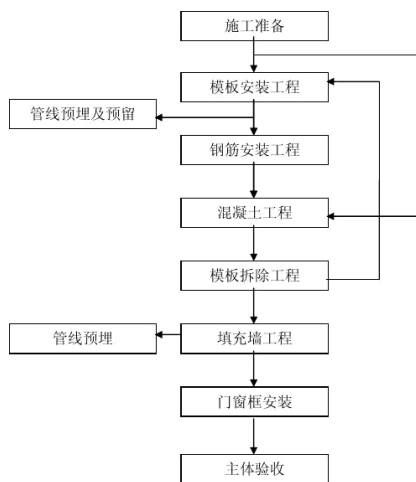 施工准备
模板安装工程
管线预埋及预留
钢筋安装工程
混凝土工程
模板拆除工程
管线预埋
填充墙工程
门窗框安装
主体验收